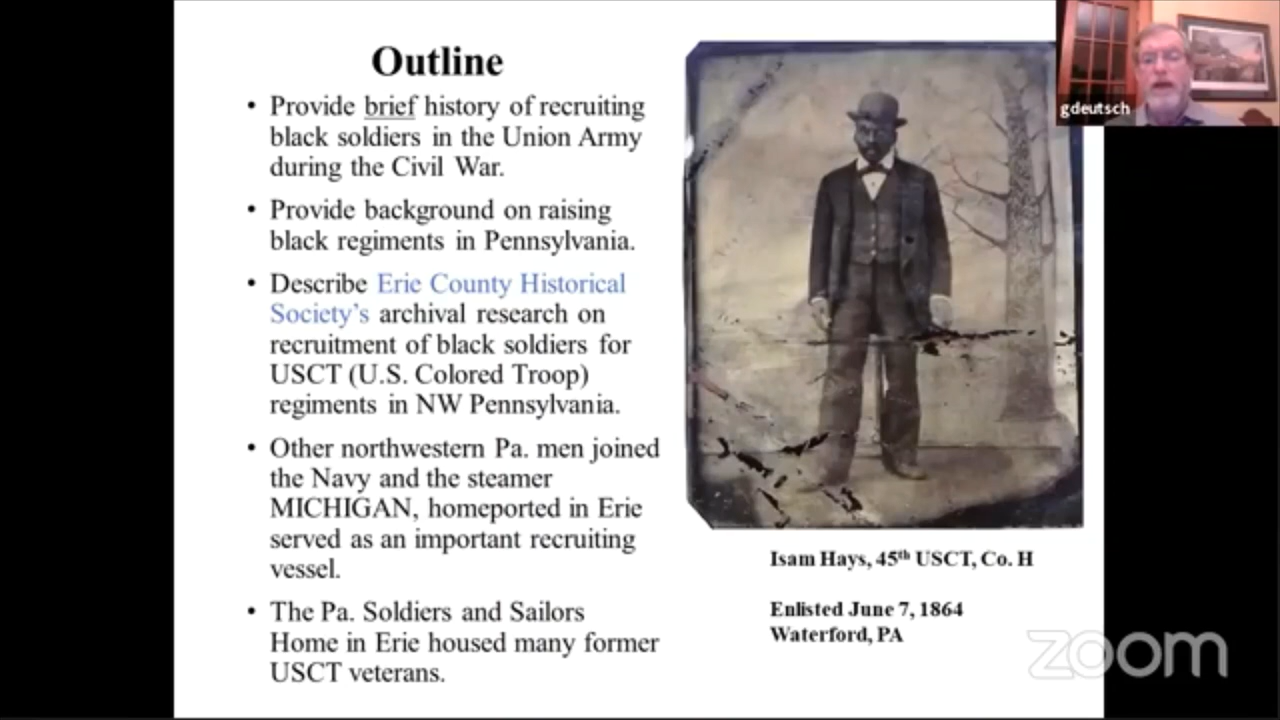 Outline
• Provide brief history of recruiting
black soldiers in the Union Army
during the Civil War.
• Provide background on raising
black regiments in Pennsylvania.
• Describe Erie County Historical
Society's archival research on
recruitment of black soldiers for
USCT (U.S. Colored Troop)
regiments in NW Pennsylvania.
• Other northwestern Pa. men joined
the Navy and the steamer
MICHIGAN, homeported in Erie
served as an important recruiting
vessel.
• The Pa. Soldiers and Sailors
Home in Erie housed many former
USCT veterans.
Isam Hays, 45th USCT, Co. H
Enlisted June 7, 1864
Waterford, PA
gdeutsch
zoom